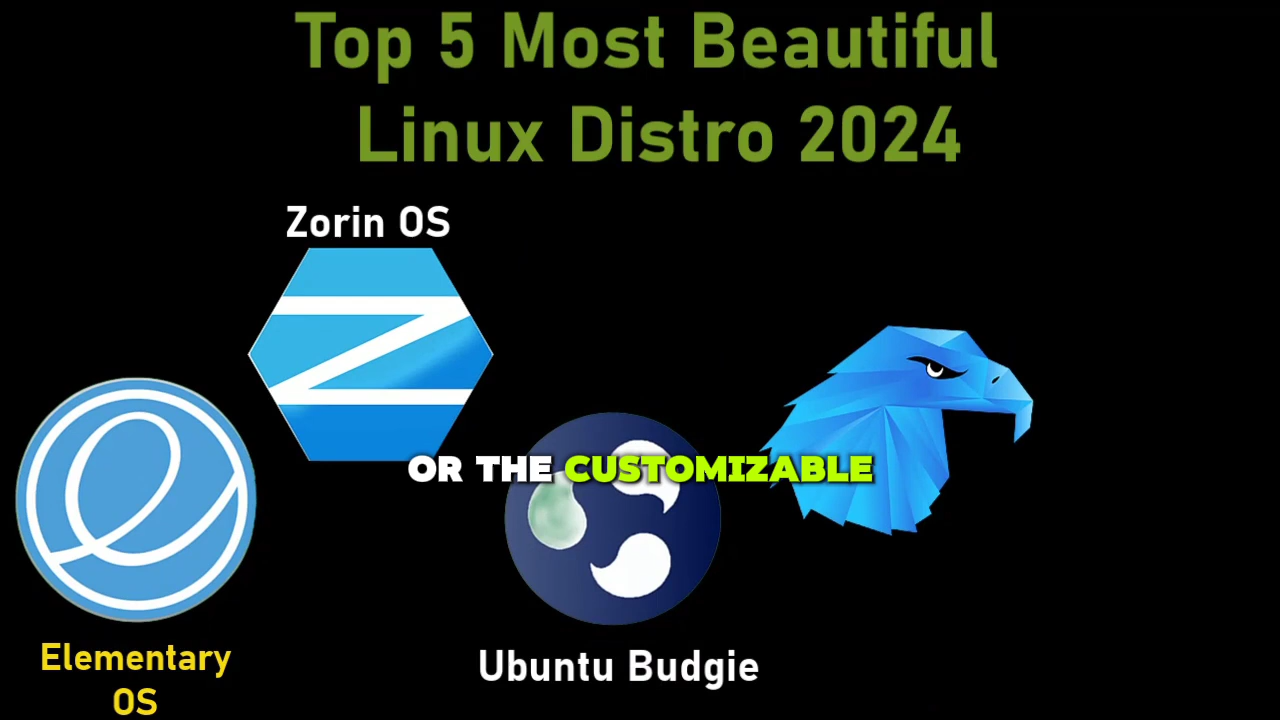 Top 5 Most Beautiful
Linux Distro 2024
Zorin OS
OR THE CUSTOMIZABLE
Elementary
OS
Ubuntu Budgie